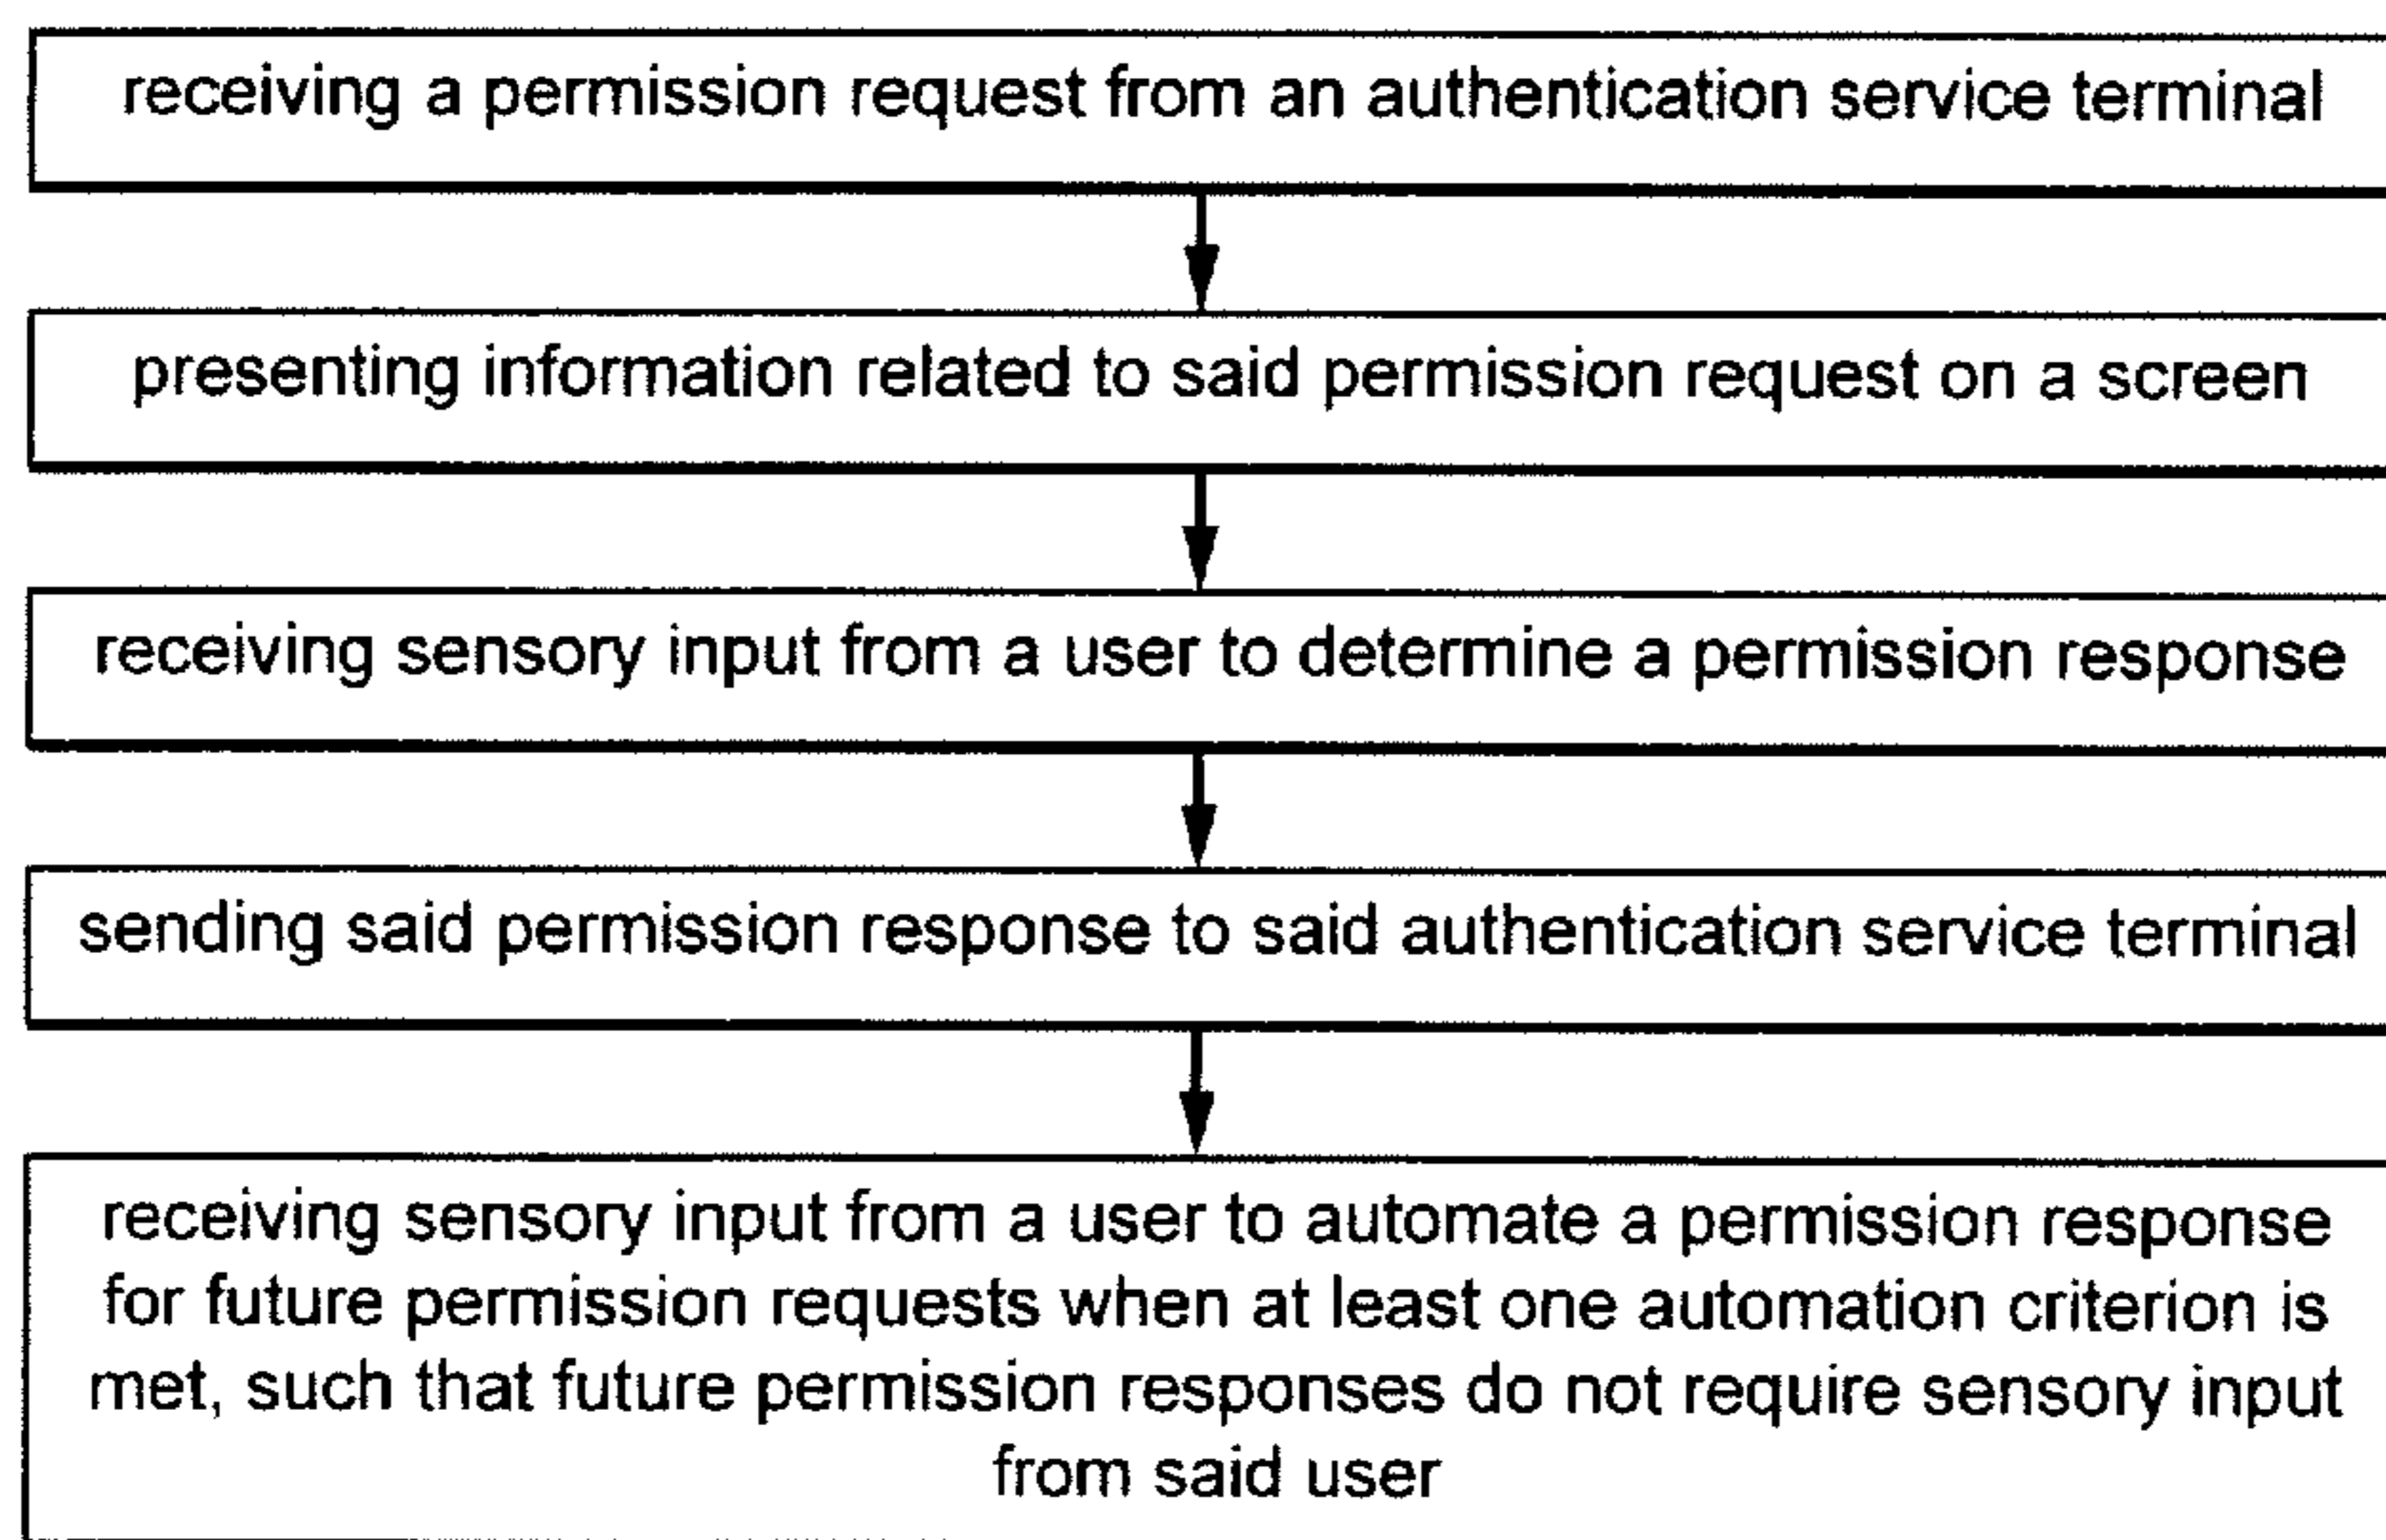 receiving a permission request from an authentication service terminal
presenting information related to said permission request on a screen
receiving sensory input from a user to determine a permission response
sending said permission response to said authentication service terminal
receiving sensory input from a user to automate a permission response
for future permission requests when at least one automation criterion is
met, such that future permission responses do not require sensory input
from said user